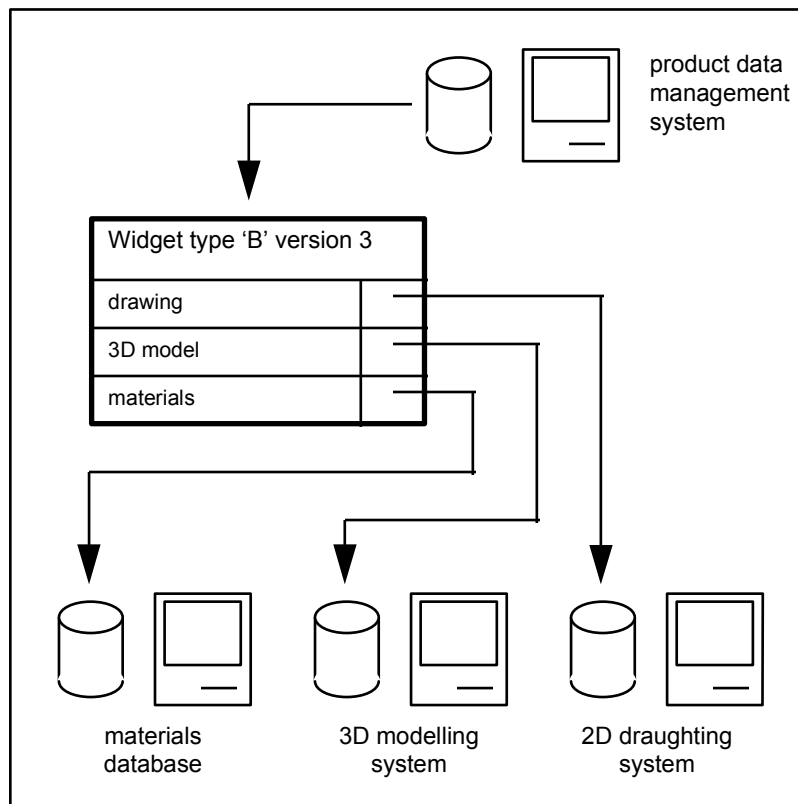 product data
management
system
Widget type ‘B’ version 3
drawing
3D model
materials
materials
database
3D modelling
system
2D draughting
system